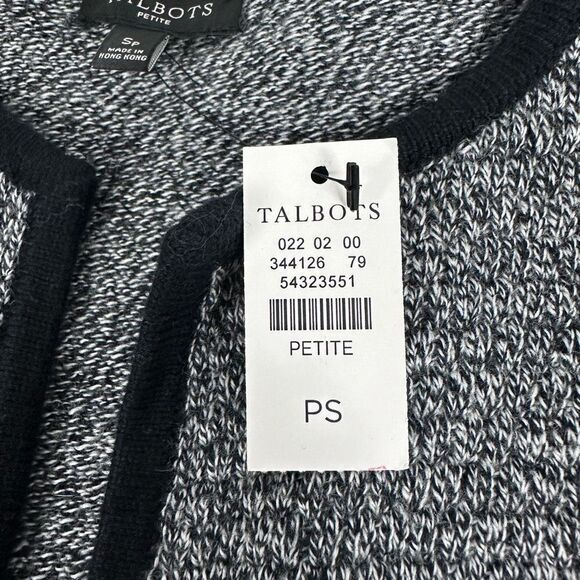 TALBOTS
PETITE
SP
MADE IN
HONG KONG
TALBOTS
022 02 00
344126 79
54323551
PETITE
PS